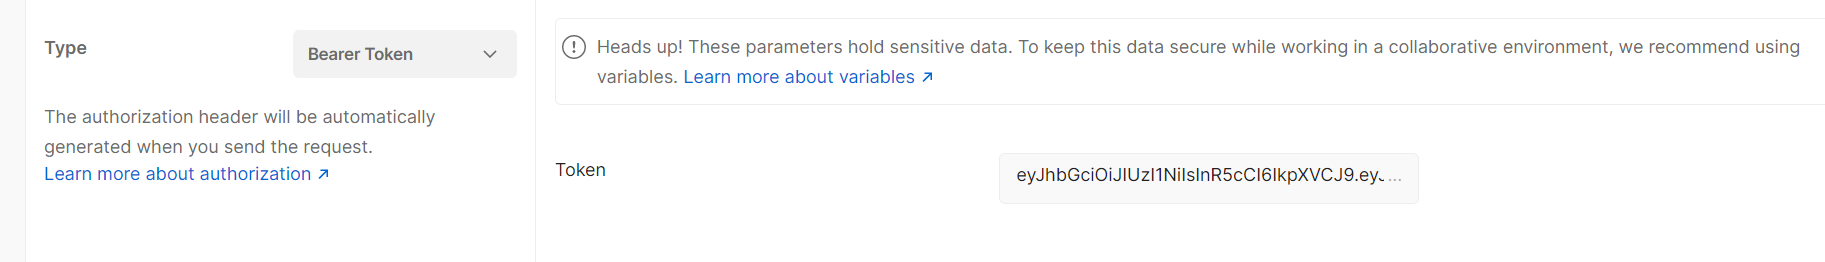 Type
Bearer Token
The authorization header will be automatically
generated when you send the request.
Learn more about authorization ↗
Heads up! These parameters hold sensitive data. To keep this data secure while working in a collaborative environment, we recommend using
variables. Learn more about variables ↗
Token
eyJhbGciOiJIUzI1NiIsInR5cCI6IkpXVCJ9.eyJ...